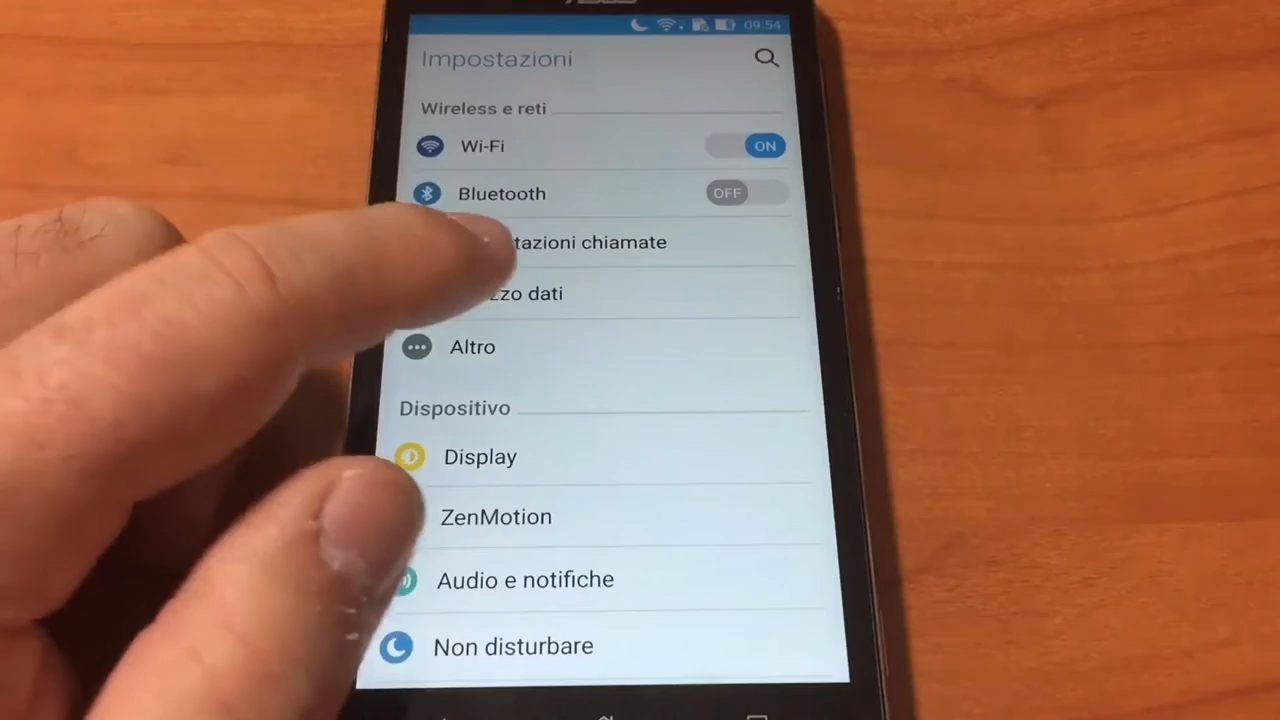 09:54
Impostazioni
Wireless e reti
Wi-Fi
ON
Bluetooth
OFF
tazioni chiamate
zzo dati
Altro
Dispositivo
Display
ZenMotion
Audio e notifiche
Non disturbare